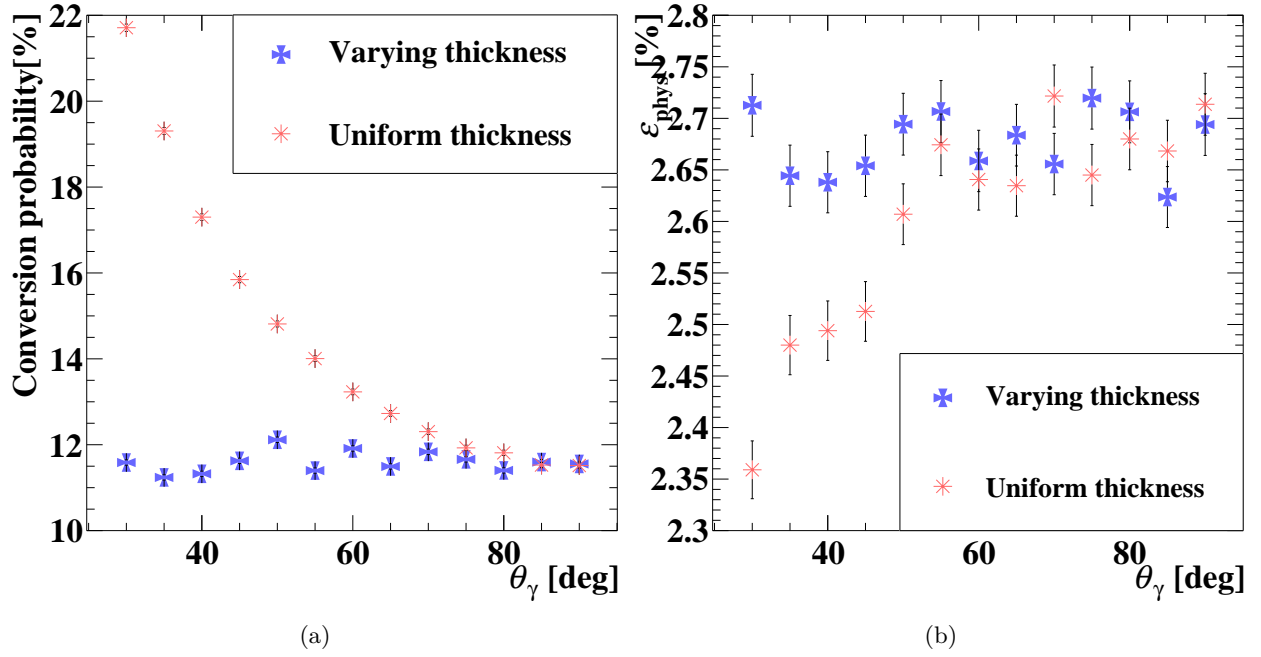 Conversion probability[%]
22
20
18
16
14
12
10
Varying thickness
Uniform thickness
40 60 80
θγ [deg]
(a)
εphys. [%]
2.8
2.75
2.7
2.65
2.6
2.55
2.5
2.45
2.4
2.35
2.3
Varying thickness
Uniform thickness
40 60 80
θγ [deg]
(b)